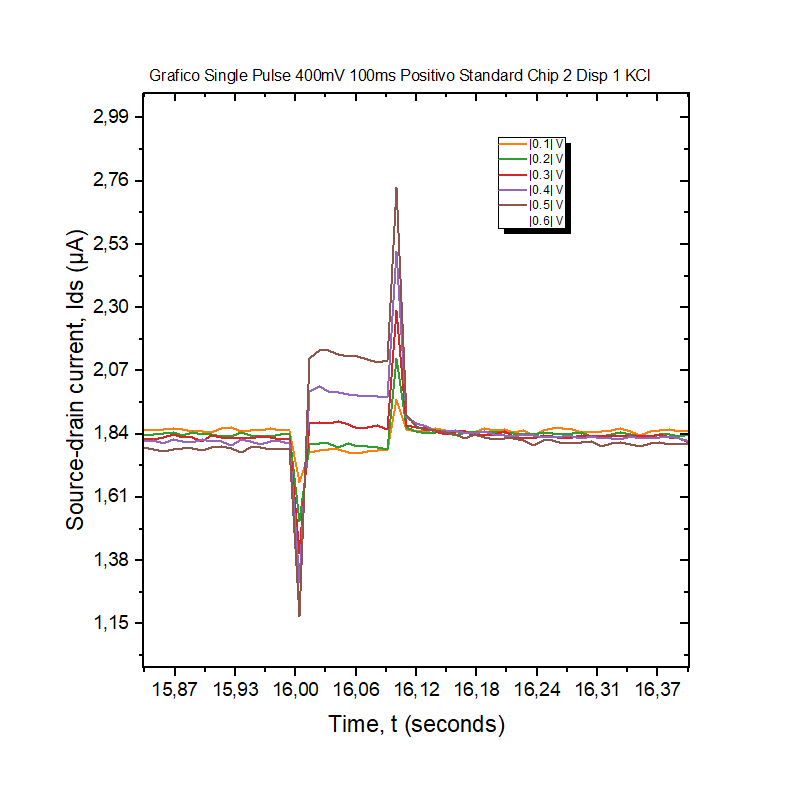 Grafico Single Pulse 400mV 100ms Positivo Standard Chip 2 Disp 1 KCl
|0.1| V
|0.2| V
|0.3| V
|0.4| V
|0.5| V
|0.6| V
Source-drain current, Ids (µA)
2,99
2,76
2,53
2,30
2,07
1,84
1,61
1,38
1,15
15,87 15,93 16,00 16,06 16,12 16,18 16,24 16,31 16,37
Time, t (seconds)